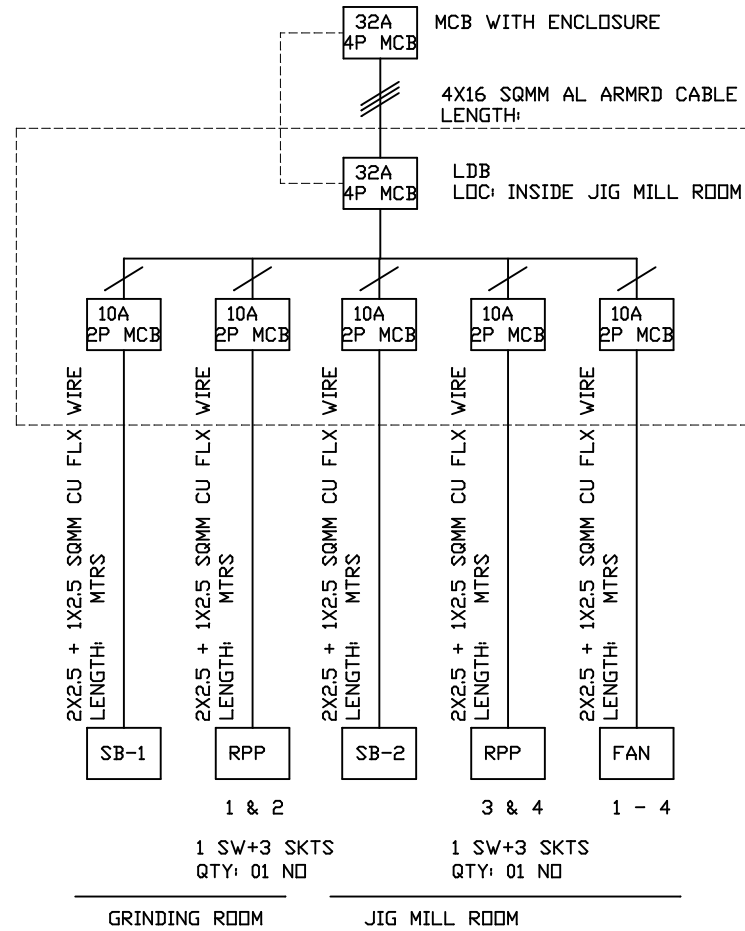 32A
4P MCB
MCB WITH ENCLOSURE
4X16 SQMM AL ARMRD CABLE
LENGTH:
32A
4P MCB
LDB
LOC: INSIDE JIG MILL ROOM
10A
2P MCB
10A
2P MCB
10A
2P MCB
10A
2P MCB
10A
2P MCB
2X2.5 + 1X2.5 SQMM CU FLX WIRE
LENGTH: MTRS
2X2.5 + 1X2.5 SQMM CU FLX WIRE
LENGTH: MTRS
2X2.5 + 1X2.5 SQMM CU FLX WIRE
LENGTH: MTRS
2X2.5 + 1X2.5 SQMM CU FLX WIRE
LENGTH: MTRS
2X2.5 + 1X2.5 SQMM CU FLX WIRE
LENGTH: MTRS
SB-1
RPP
SB-2
RPP
FAN
1 & 2
3 & 4
1 - 4
1 SW+3 SKTS
QTY: 01 NO
1 SW+3 SKTS
QTY: 01 NO
GRINDING ROOM
JIG MILL ROOM